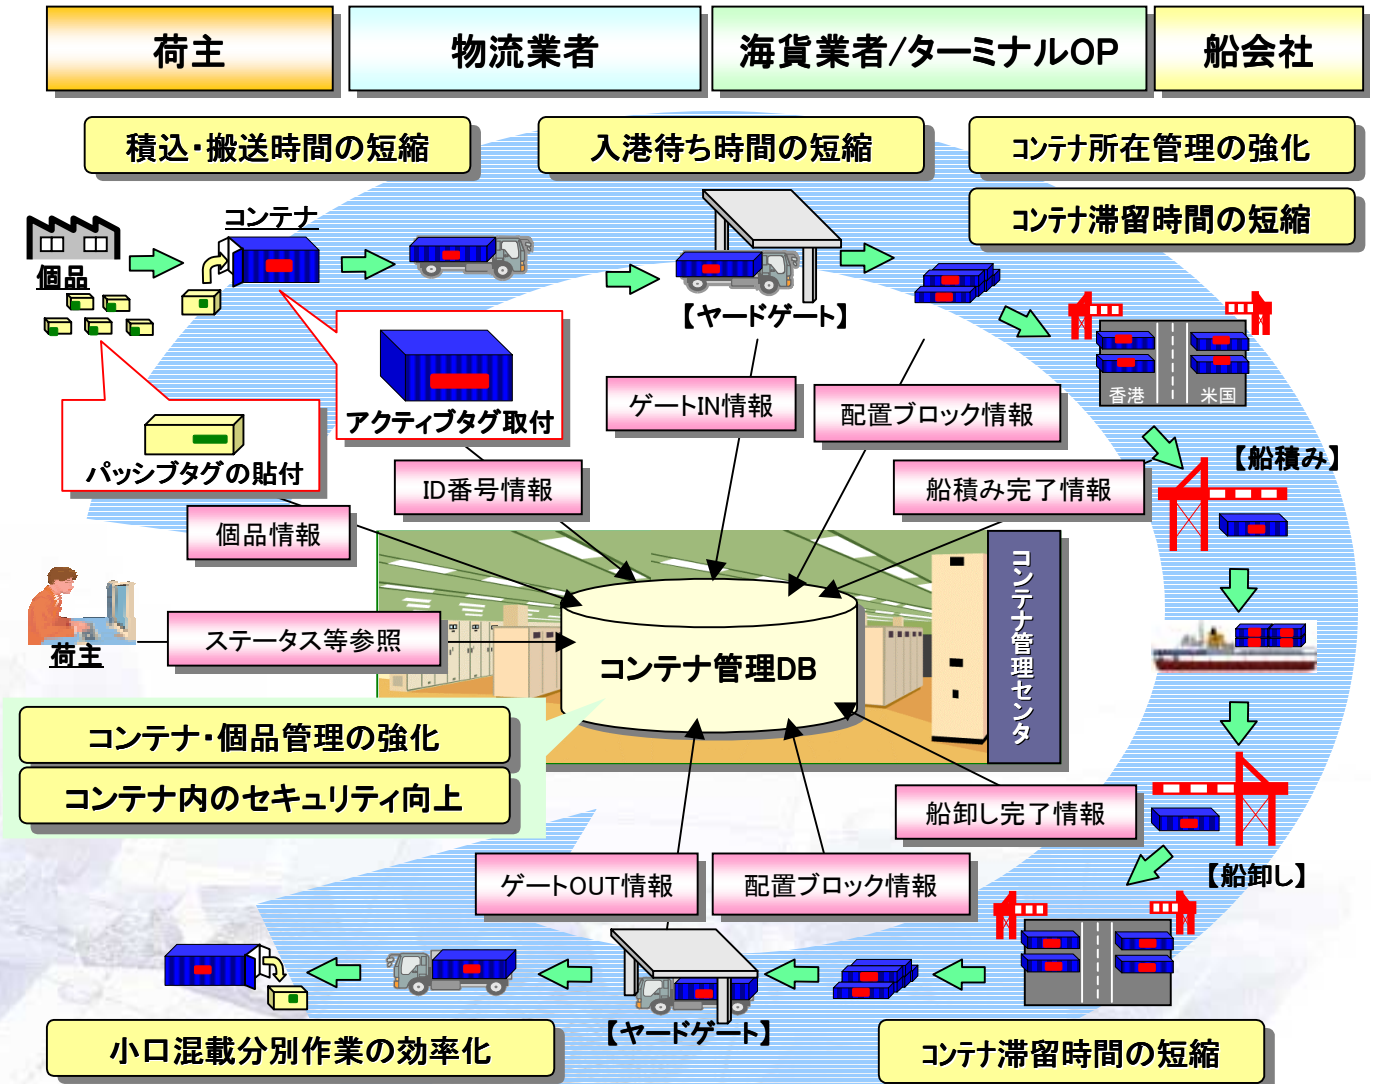 荷主
物流業者
海貨業者/ターミナルOP
船会社
積込・搬送時間の短縮
入港待ち時間の短縮
コンテナ所在管理の強化
コンテナ滞留時間の短縮
コンテナ
個品
【ヤードゲート】
香港
米国
アクティブタグ取付
パッシブタグの貼付
ゲートIN情報
配置ブロック情報
ID番号情報
船積み完了情報
【船積み】
個品情報
コンテナ管理センタ
荷主
ステータス等参照
コンテナ管理DB
コンテナ・個品管理の強化
コンテナ内のセキュリティ向上
船卸し完了情報
ゲートOUT情報
配置ブロック情報
【船卸し】
【ヤードゲート】
小口混載分別作業の効率化
コンテナ滞留時間の短縮